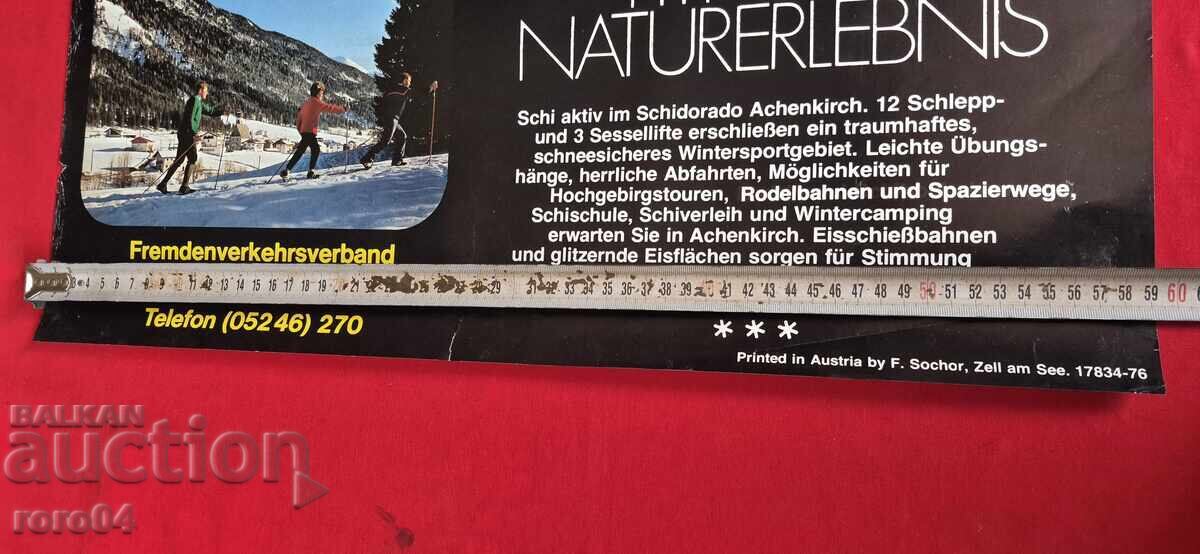 NATURERLEBNIS
Schi aktiv im Schidorado Achenkirch. 12 Schlepp-
und 3 Sessellifte erschließen ein traumhaftes,
schneesicheres Wintersportgebiet. Leichte Übungs-
hänge, herrliche Abfahrten, Möglichkeiten für
Hochgebirgstouren, Rodelbahnen und Spazierwege,
Schischule, Schiverleih und Wintercamping
erwarten Sie in Achenkirch. Eisschießbahnen
und glitzernde Eisflächen sorgen für Stimmung
Fremdenverkehrsverband
Telefon (05246) 270
***
Printed in Austria by F. Sochor, Zell am See. 17834-76
BALKAN
auction
roro04